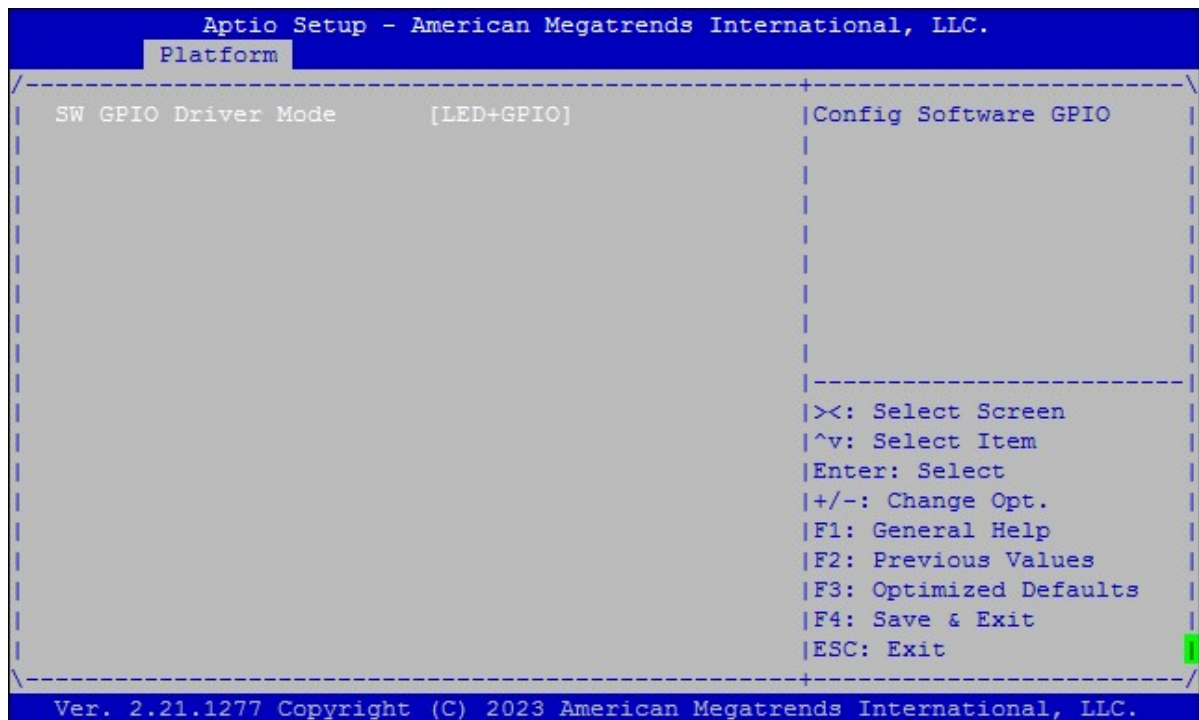 Aptio Setup - American Megatrends International, LLC.
Platform
SW GPIO Driver Mode [LED+GPIO]
Config Software GPIO
><: Select Screen
^v: Select Item
Enter: Select
+/-: Change Opt.
F1: General Help
F2: Previous Values
F3: Optimized Defaults
F4: Save & Exit
ESC: Exit
Ver. 2.21.1277 Copyright (C) 2023 American Megatrends International, LLC.